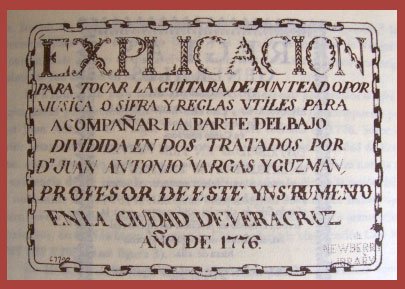 EXPLICACION
PARA TOCAR LA GUITARA DE PUNTEADO POR
MUSICA O SIFRA Y REGLAS VTILES PARA
ACOMPAÑAR LA PARTE DEL BAJO
DIVIDIDA EN DOS TRATADOS POR
Dn JUAN ANTONIO VARGAS Y GUZMAN,
PROFESOR DE ESTE YNSTRUMENTO
EN LA CIUDAD DE VERACRUZ
AÑO DE 1776.
NEWBERRY
LIBRARY